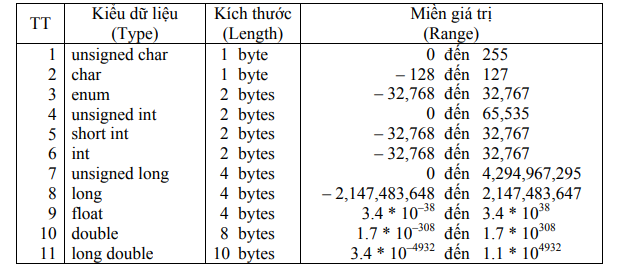 TT Kiểu dữ liệu (Type) Kích thước (Length) Miền giá trị (Range)
1 unsigned char 1 byte 0 đến 255
2 char 1 byte – 128 đến 127
3 enum 2 bytes – 32,768 đến 32,767
4 unsigned int 2 bytes 0 đến 65,535
5 short int 2 bytes – 32,768 đến 32,767
6 int 2 bytes – 32,768 đến 32,767
7 unsigned long 4 bytes 0 đến 4,294,967,295
8 long 4 bytes – 2,147,483,648 đến 2,147,483,647
9 float 4 bytes 3.4 * 10⁻³⁸ đến 3.4 * 10³⁸
10 double 8 bytes 1.7 * 10⁻³⁰⁸ đến 1.7 * 10³⁰⁸
11 long double 10 bytes 3.4 * 10⁻⁴⁹³² đến 1.1 * 10⁴⁹³²